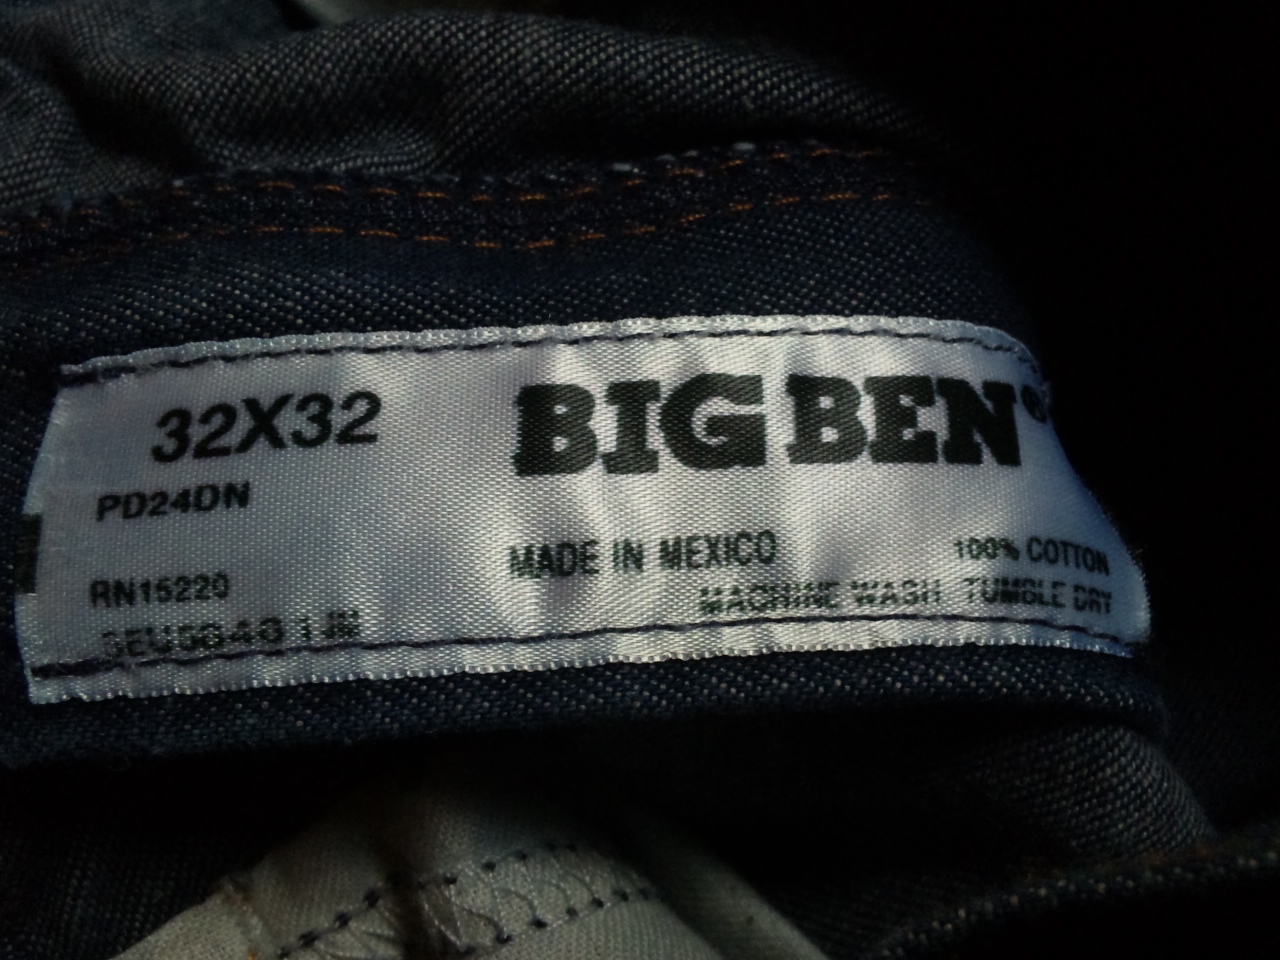 32X32
BIG BEN®
PD24DN
MADE IN MEXICO
100% COTTON
RN15220
MACHINE WASH TUMBLE DRY